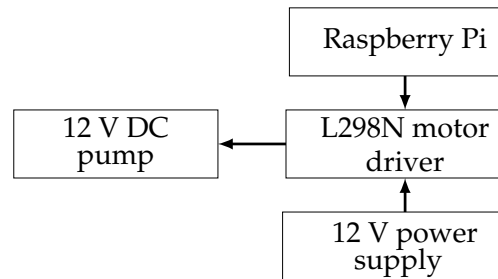 Raspberry Pi
12 V DC
pump
L298N motor
driver
12 V power
supply